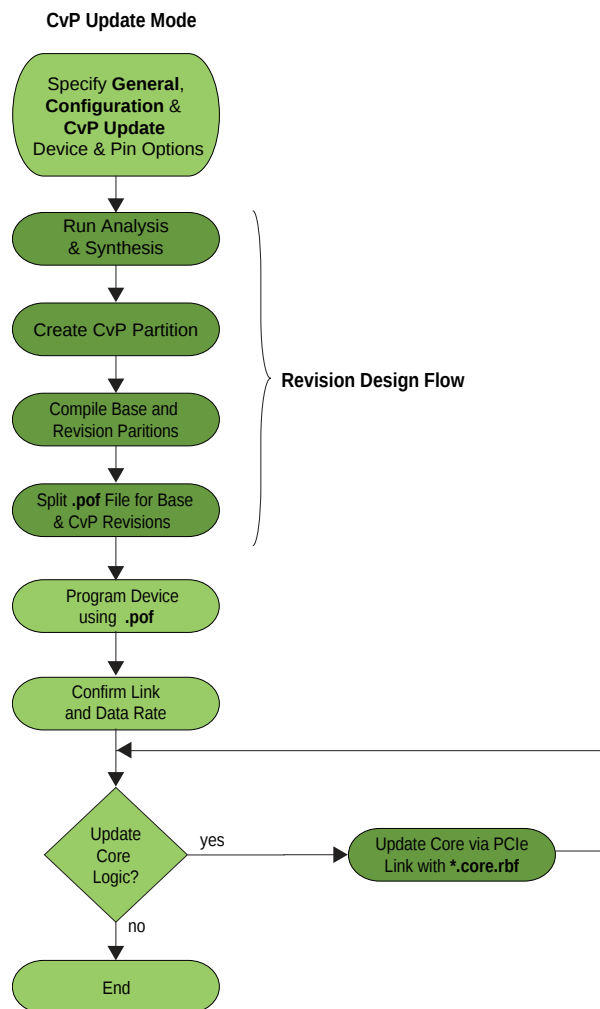 CvP Update Mode
Specify General,
Configuration &
CvP Update
Device & Pin Options
Run Analysis
& Synthesis
Create CvP Partition
Revision Design Flow
Compile Base and
Revision Paritions
Split .pof File for Base
& CvP Revisions
Program Device
using .pof
Confirm Link
and Data Rate
Update
Core
Logic?
yes
Update Core via PCIe
Link with *.core.rbf
no
End